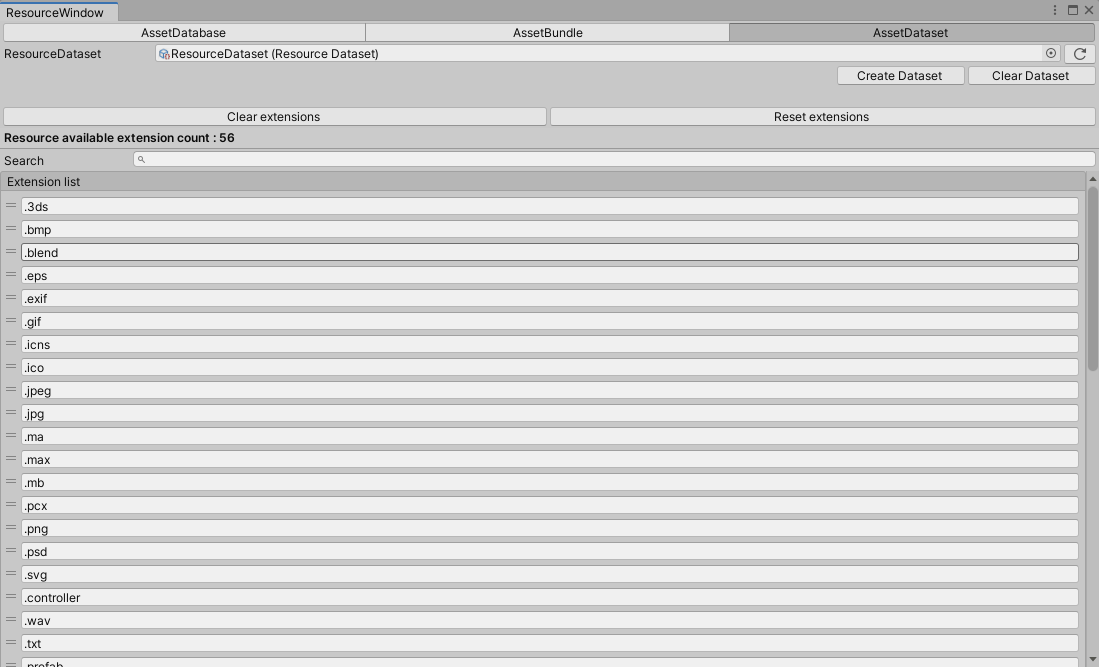 ResourceWindow
AssetDatabase AssetBundle AssetDataset
ResourceDataset ResourceDataset (Resource Dataset)
Create Dataset Clear Dataset
Clear extensions Reset extensions
Resource available extension count : 56
Search
Extension list
.3ds
.bmp
.blend
.eps
.exif
.gif
.icns
.ico
.jpeg
.jpg
.ma
.max
.mb
.pcx
.png
.psd
.svg
.controller
.wav
.txt
.prefab